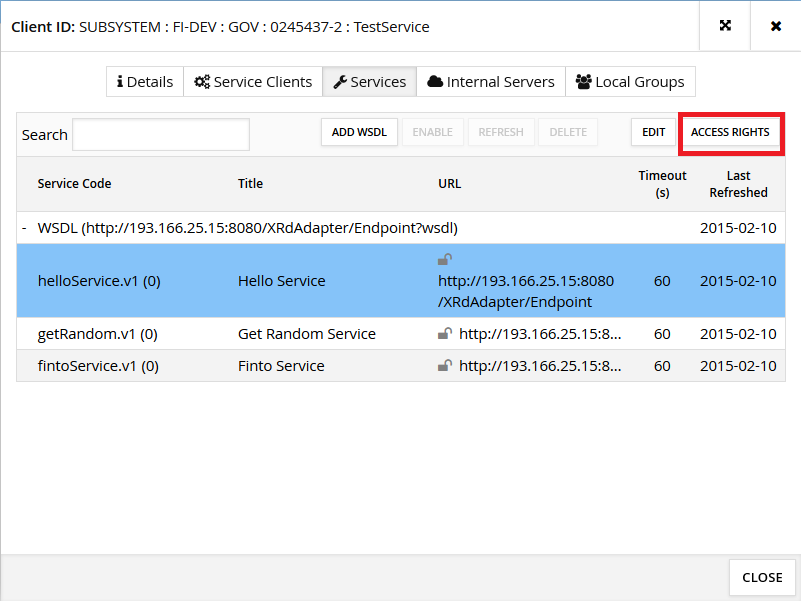 Client ID: SUBSYSTEM : FI-DEV : GOV : 0245437-2 : TestService
Details Service Clients Services Internal Servers Local Groups
Search ADD WSDL ENABLE REFRESH DELETE EDIT ACCESS RIGHTS
Service Code Title URL Timeout (s) Last Refreshed
- WSDL (http://193.166.25.15:8080/XRdAdapter/Endpoint?wsdl) 2015-02-10
helloService.v1 (0) Hello Service http://193.166.25.15:8080 60 2015-02-10
/XRdAdapter/Endpoint
getRandom.v1 (0) Get Random Service http://193.166.25.15:8... 60 2015-02-10
fintoService.v1 (0) Finto Service http://193.166.25.15:8... 60 2015-02-10
CLOSE